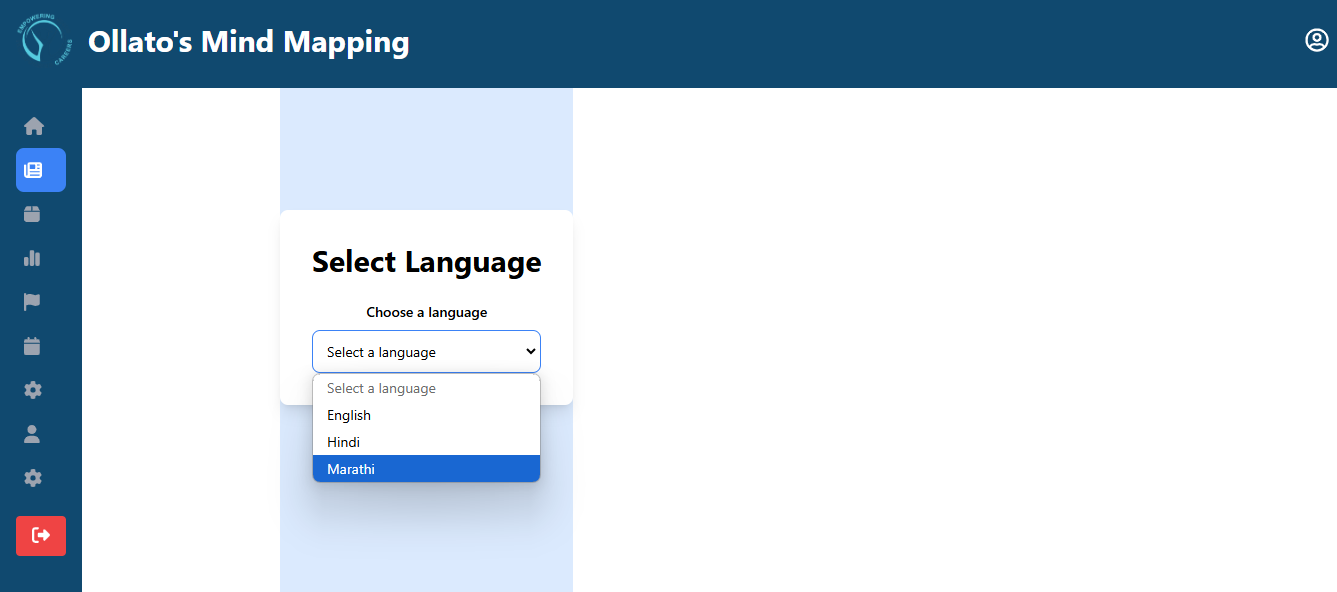 EMPOWERING
CAREERS
Ollato's Mind Mapping
Select Language
Choose a language
Select a language
Select a language
English
Hindi
Marathi